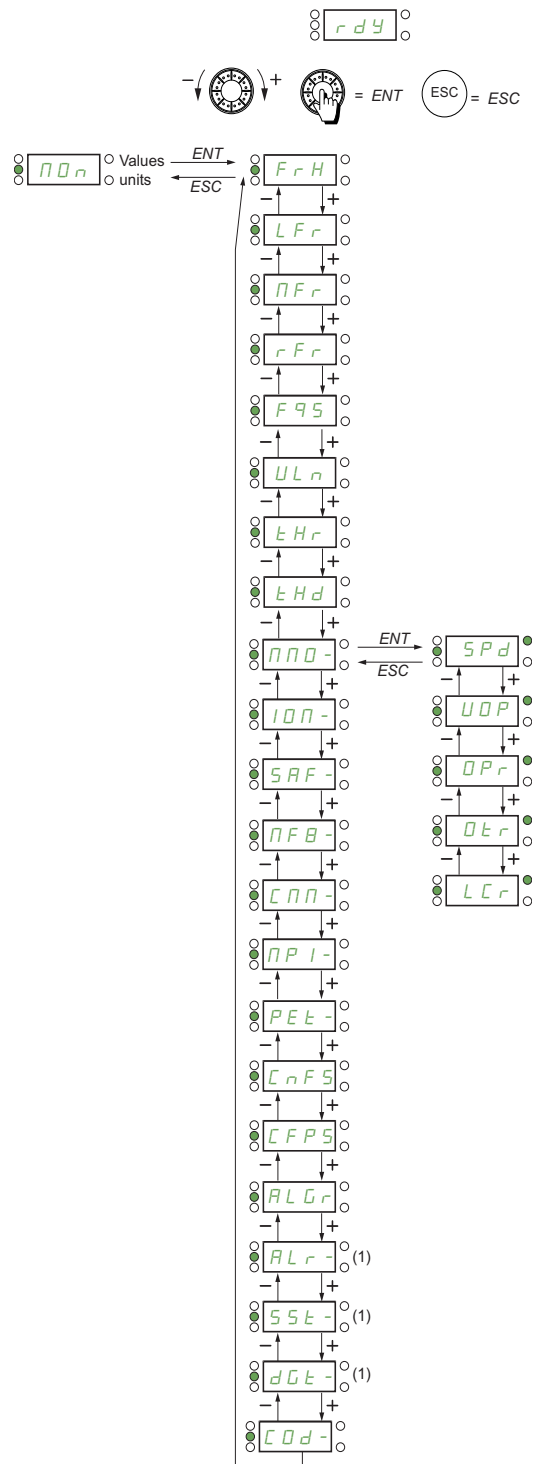 rdY
- + = ENT ESC = ESC
MOn Values ENT FrH
units ESC
- +
LFr
- +
MFr
- +
rFr
- +
Fq5
- +
ULn
- +
tHr
- +
tHd
- +
MMO- ENT SPd
ESC
- + - +
IOM- UOP
- + - +
SAF- OPr
- + - +
MFB- Otr
- + - +
CMM- LCr
- +
MPI-
- +
PEt-
- +
CnFS
- +
CFPS
- +
ALGr
- +
ALr- (1)
- +
SSt- (1)
- +
dGt- (1)
- +
COd-